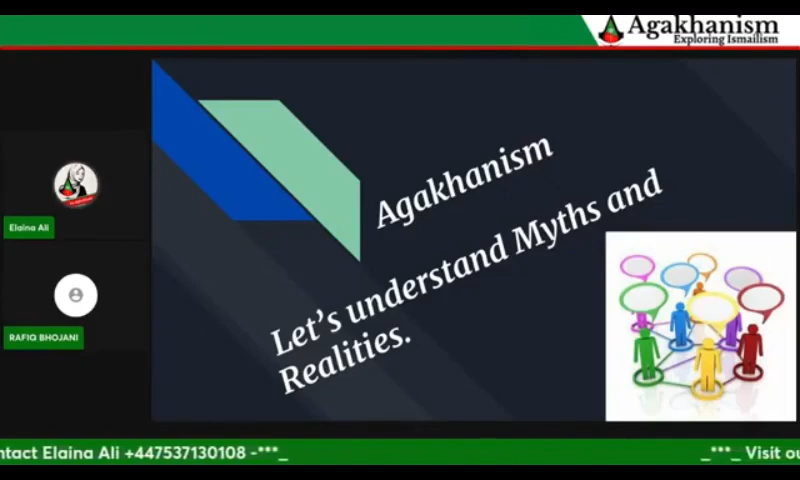 Agakhanism
Exploring Ismailism
Agakhanism
Let's understand Myths and
Realities.
Elaina Ali
RAFIQ BHOJANI
ntact Elaina Ali +447537130108 -***_
_***_ Visit ou